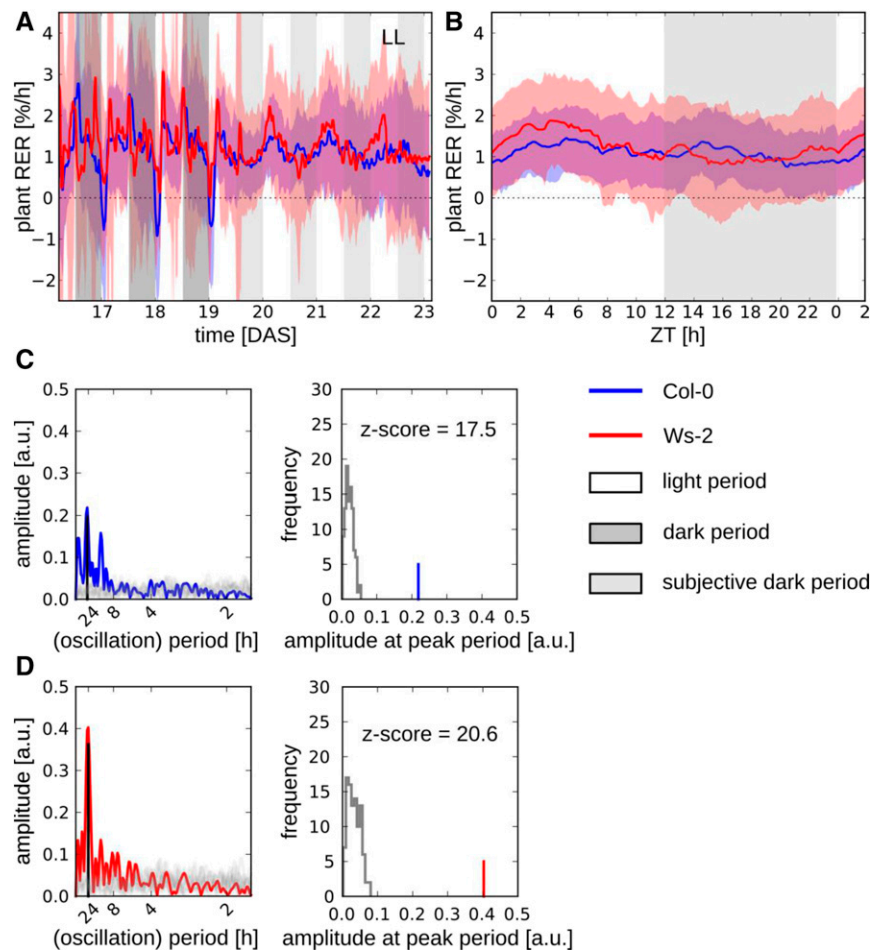 A
LL
4
3
2
1
0
−1
−2
plant RER [%/h]
17 18 19 20 21 22 23
time [DAS]
B
4
3
2
1
0
−1
−2
plant RER [%/h]
0 2 4 6 8 10 12 14 16 18 20 22 0 2
ZT [h]
C
0.5
0.4
0.3
0.2
0.1
0.0
amplitude [a.u.]
24 8 4 2
(oscillation) period [h]
30
25
20
15
10
5
0
frequency
z-score = 17.5
0.0 0.1 0.2 0.3 0.4 0.5
amplitude at peak period [a.u.]
Col-0
Ws-2
light period
dark period
subjective dark period
D
0.5
0.4
0.3
0.2
0.1
0.0
amplitude [a.u.]
24 8 4 2
(oscillation) period [h]
30
25
20
15
10
5
0
frequency
z-score = 20.6
0.0 0.1 0.2 0.3 0.4 0.5
amplitude at peak period [a.u.]